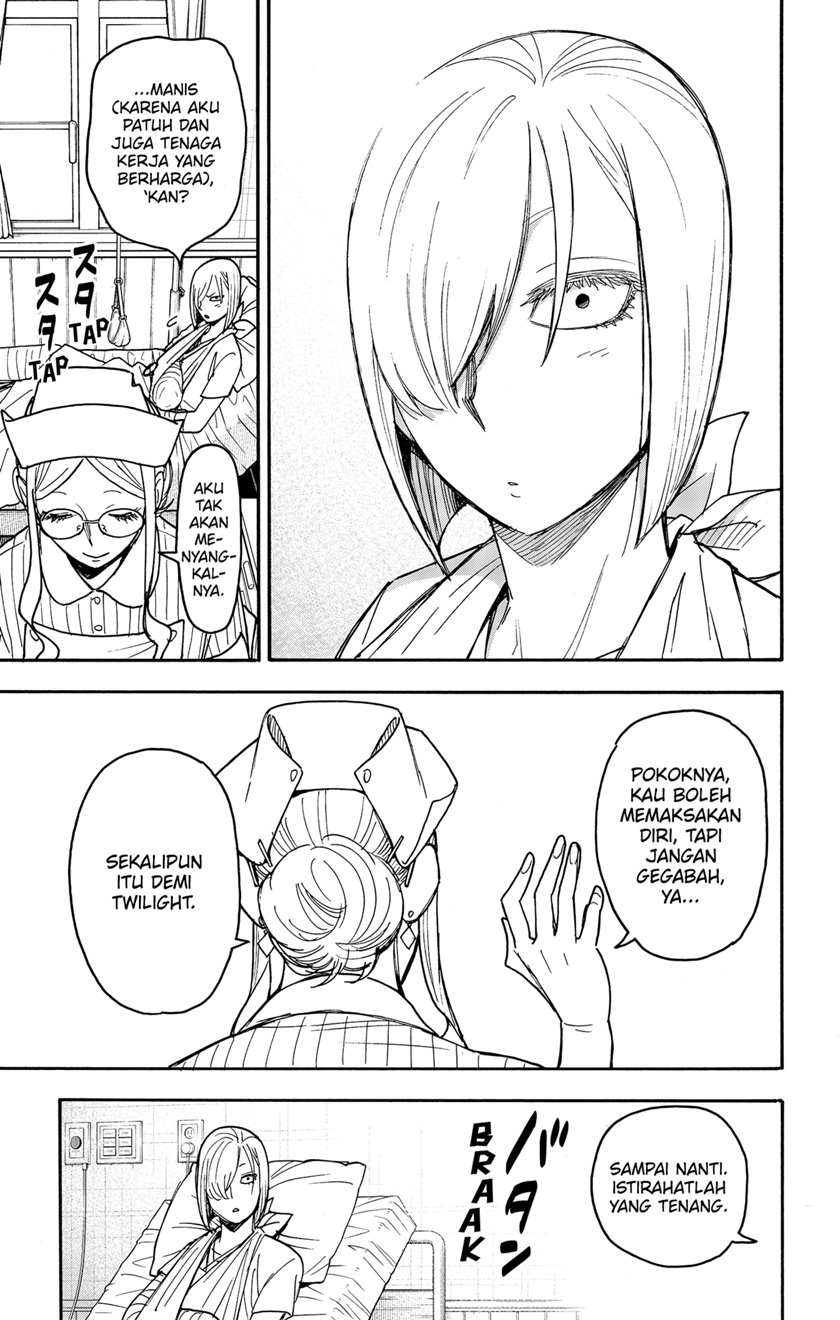 ...MANIS
(KARENA AKU
PATUH DAN
JUGA TENAGA
KERJA YANG
BERHARGA),
'KAN?
スタ
TAP
スタ
TAP
AKU
TAK
AKAN
ME-
NYANG-
KAL-
NYA.
POKOKNYA,
KAU BOLEH
MEMAKSAKAN
DIRI, TAPI
JANGAN
GEGABAH,
YA...
SEKALIPUN
ITU DEMI
TWILIGHT.
SAMPAI NANTI.
ISTIRAHATLAH
YANG TENANG.
バタン
BRAAK